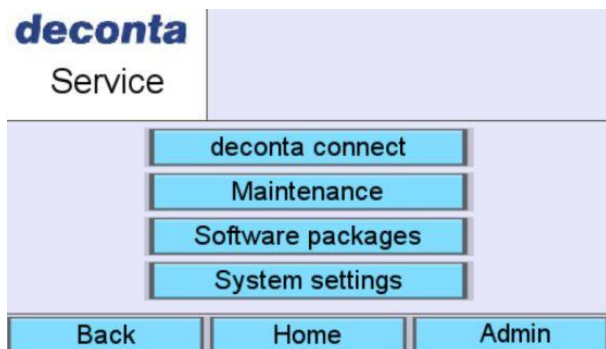 deconta
Service
deconta connect
Maintenance
Software packages
System settings
Back Home Admin